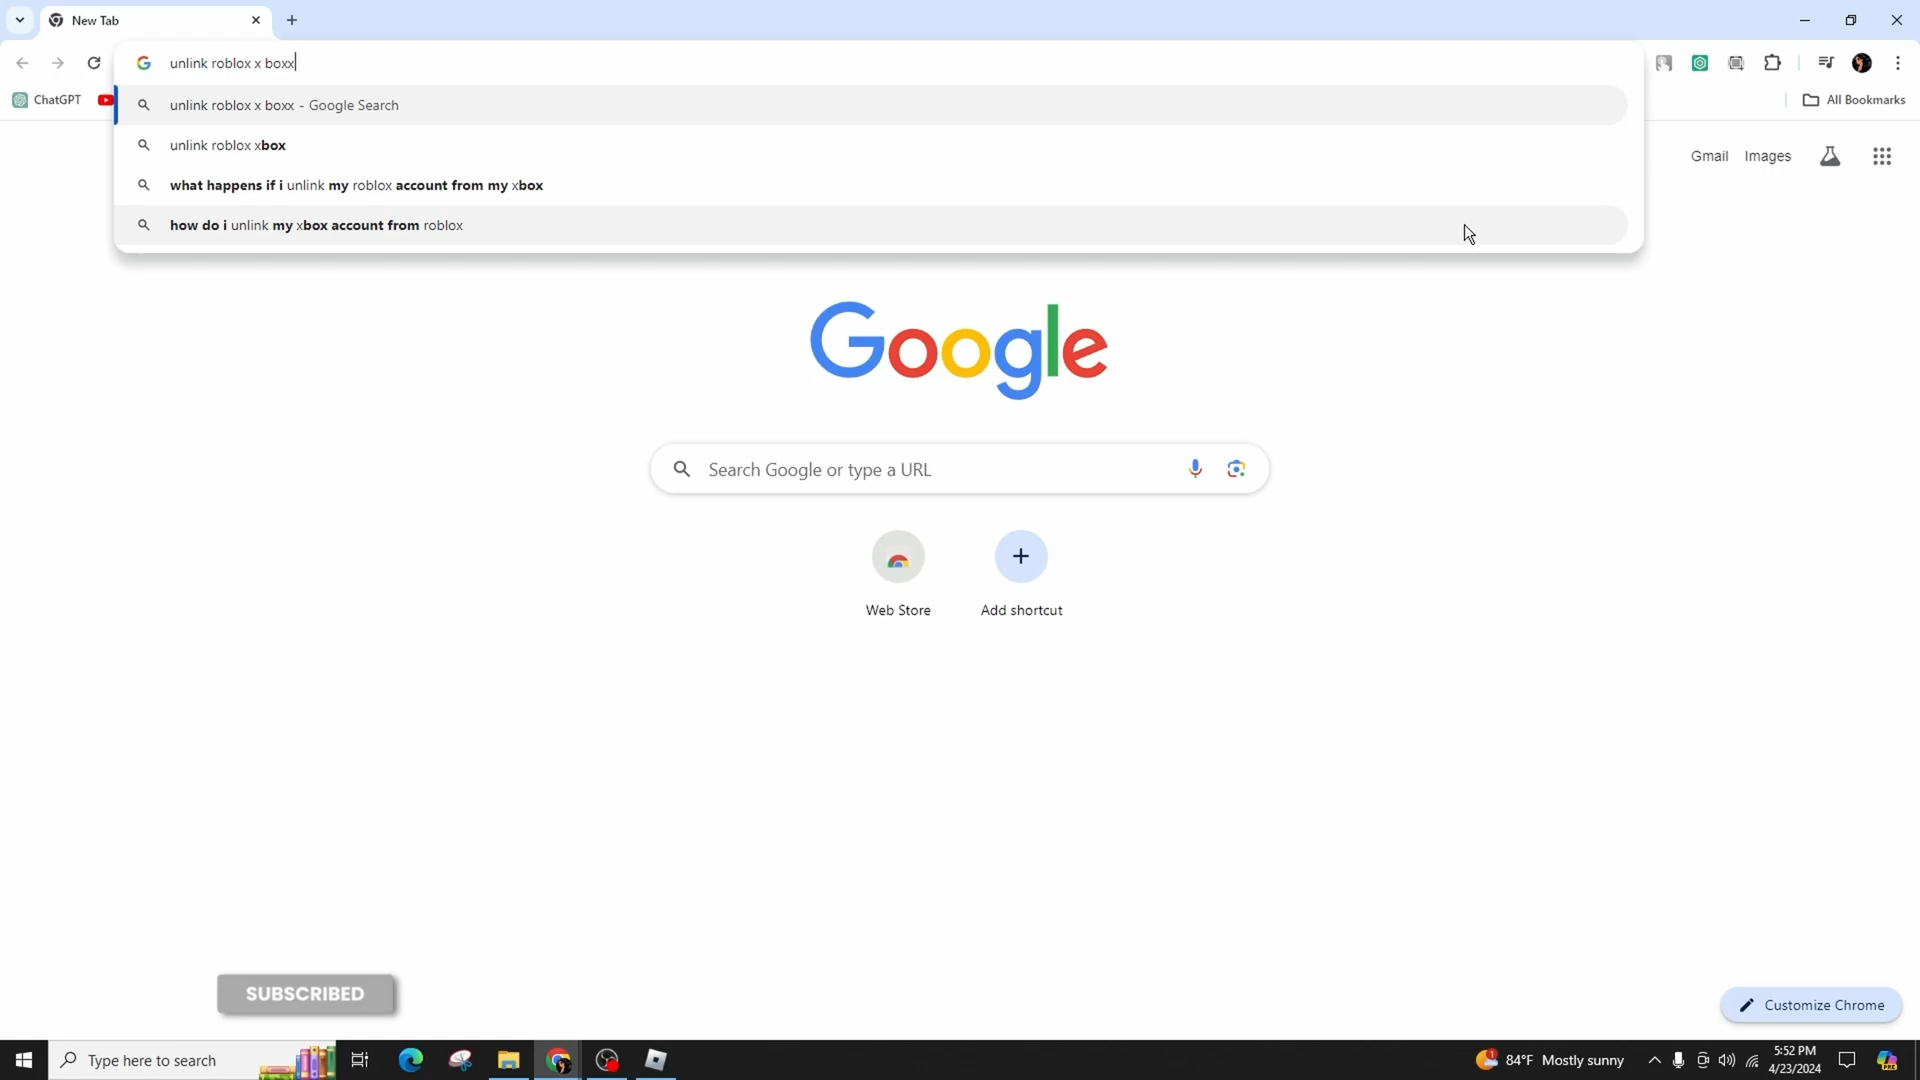 New Tab
unlink roblox x boxx
ChatGPT
All Bookmarks
unlink roblox x boxx - Google Search
unlink roblox xbox
what happens if i unlink my roblox account from my xbox
how do i unlink my xbox account from roblox
Gmail Images
Google
Search Google or type a URL
Web Store
Add shortcut
SUBSCRIBED
Customize Chrome
Type here to search
1
84°F Mostly sunny
5:52 PM
4/23/2024
PRE